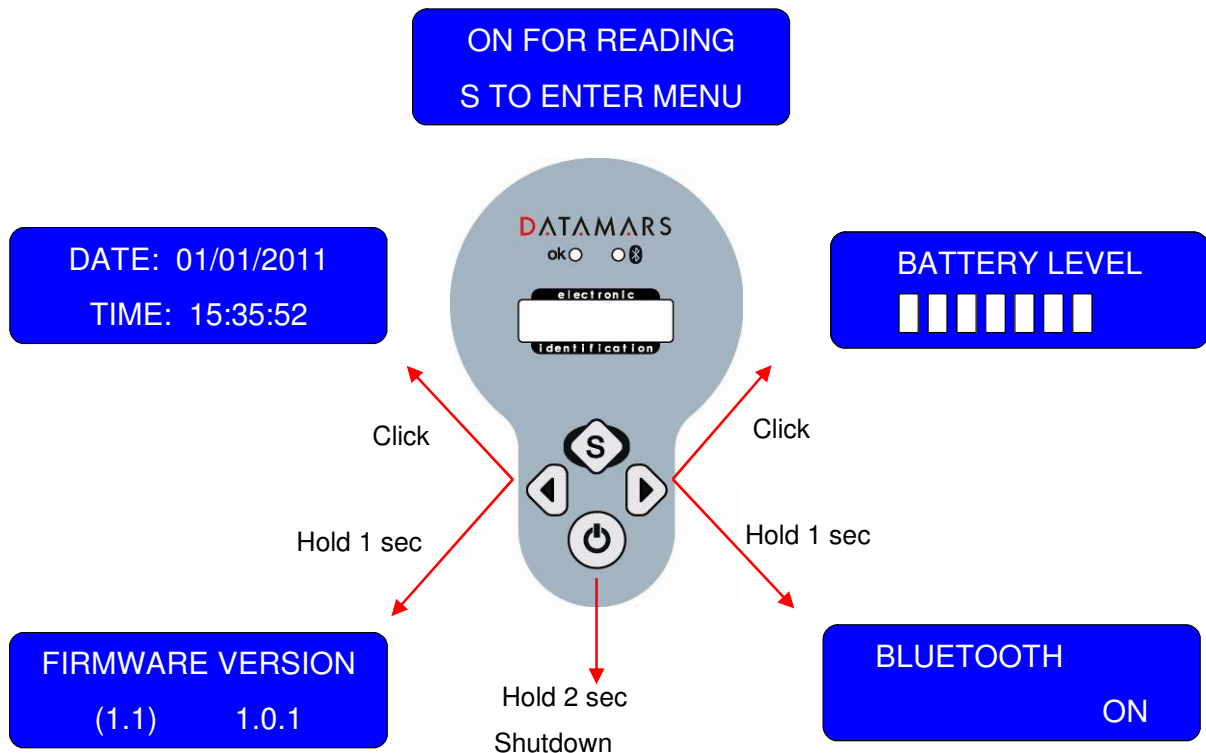 ON FOR READING
S TO ENTER MENU
DATAMARS
ok
electronic
identification
DATE: 01/01/2011
TIME: 15:35:52
BATTERY LEVEL
Click
Click
S
Hold 1 sec
Hold 1 sec
FIRMWARE VERSION
(1.1) 1.0.1
Hold 2 sec
Shutdown
BLUETOOTH
ON